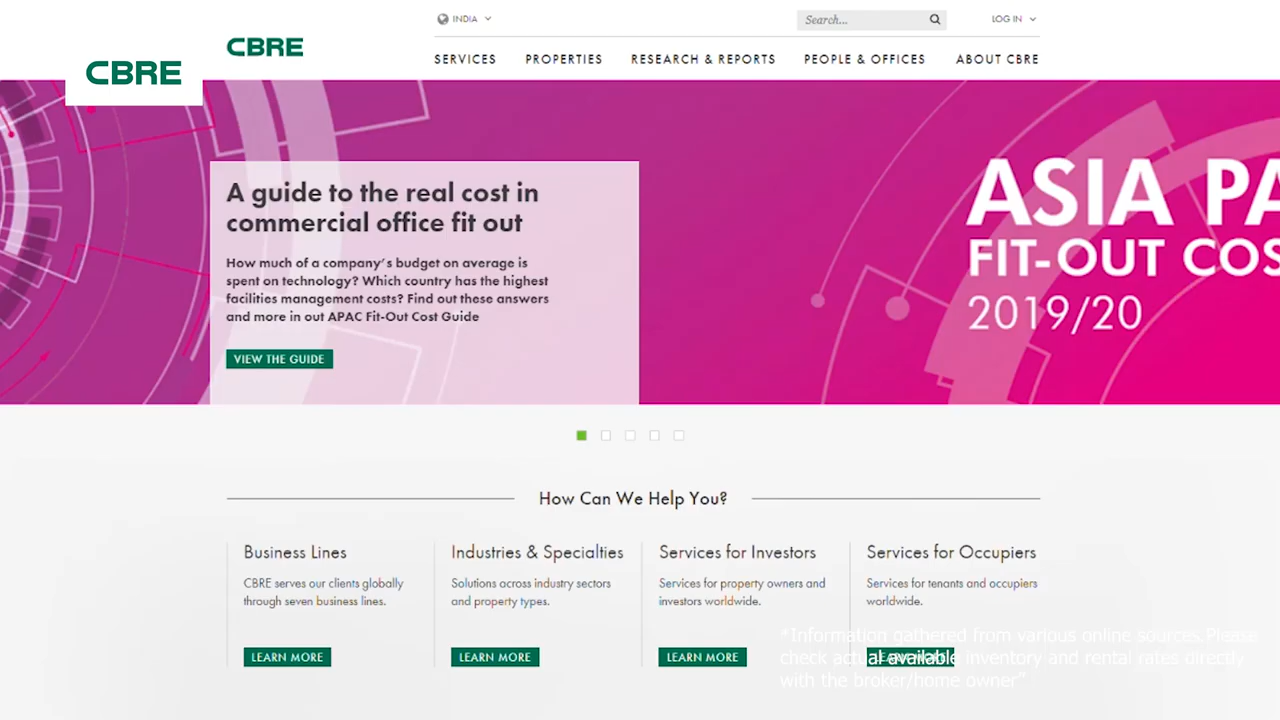 INDIA
Search...
LOG IN
CBRE
CBRE
SERVICES
PROPERTIES
RESEARCH & REPORTS
PEOPLE & OFFICES
ABOUT CBRE
A guide to the real cost in
commercial office fit out
How much of a company's budget on average is
spent on technology? Which country has the highest
facilities management costs? Find out these answers
and more in out APAC Fit-Out Cost Guide
VIEW THE GUIDE
ASIA PA
FIT-OUT COS
2019/20
How Can We Help You?
Business Lines
CBRE serves our clients globally
through seven business lines.
LEARN MORE
Industries & Specialties
Solutions across industry sectors
and property types.
LEARN MORE
Services for Investors
Services for property owners and
investors worldwide.
LEARN MORE
Services for Occupiers
Services for tenants and occupiers
worldwide.
*Information gathered from various online sources.Please
check actual available inventory and rental rates directly
with the broker/home owner"